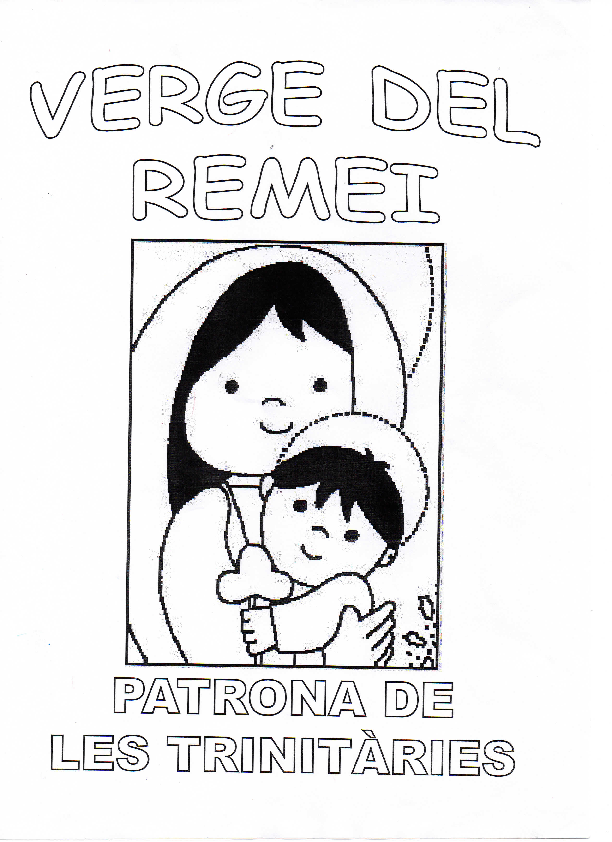 VERGE DEL
REMEI
PATRONA DE
LES TRINITÀRIES